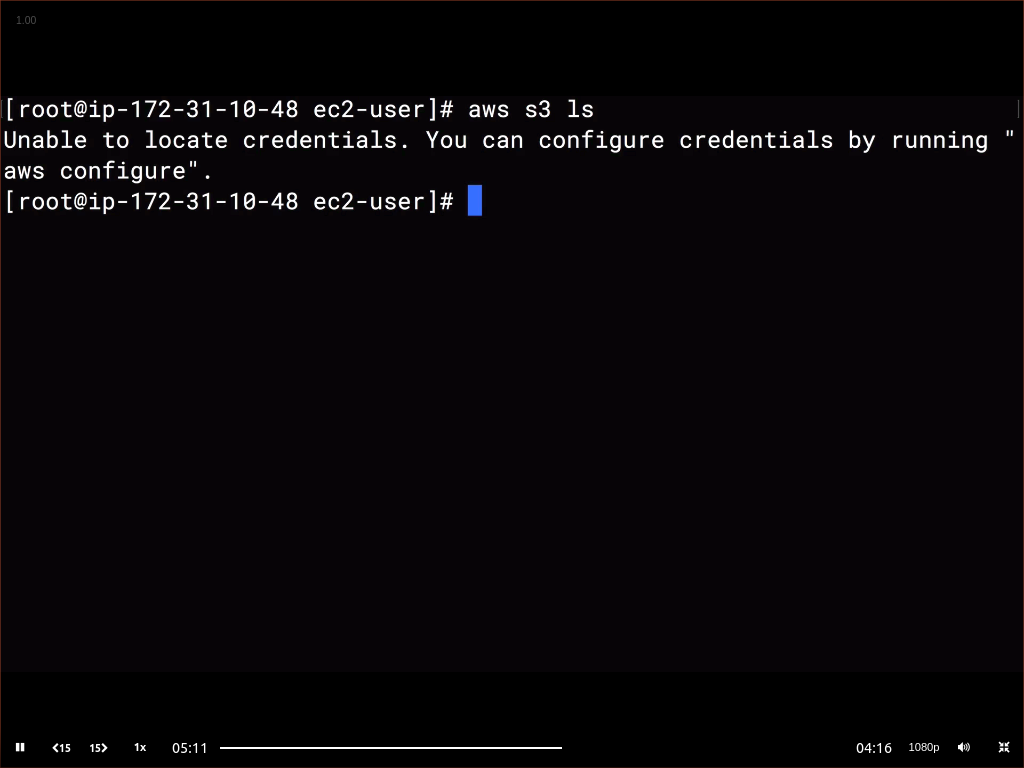 1.00
[root@ip-172-31-10-48 ec2-user]# aws s3 ls
Unable to locate credentials. You can configure credentials by running "
aws configure".
[root@ip-172-31-10-48 ec2-user]#
15 15 1x 05:11 04:16 1080p